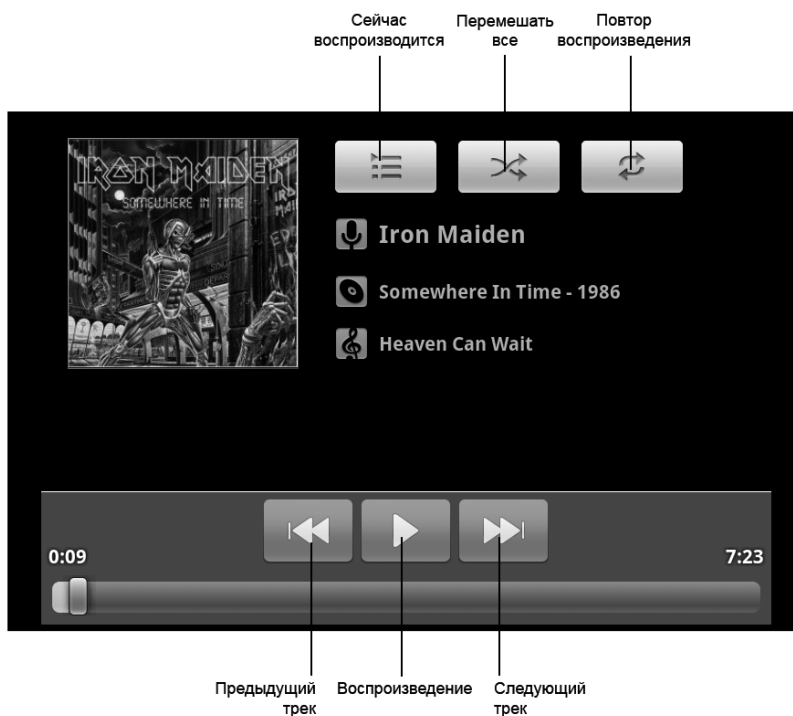 Сейчас
воспроизводится
Перемешать
все
Повтор
воспроизведения
IRON MAIDEN
SOMEWHERE IN TIME
Iron Maiden
Somewhere In Time - 1986
Heaven Can Wait
0:09
7:23
Предыдущий
трек
Воспроизведение
Следующий
трек